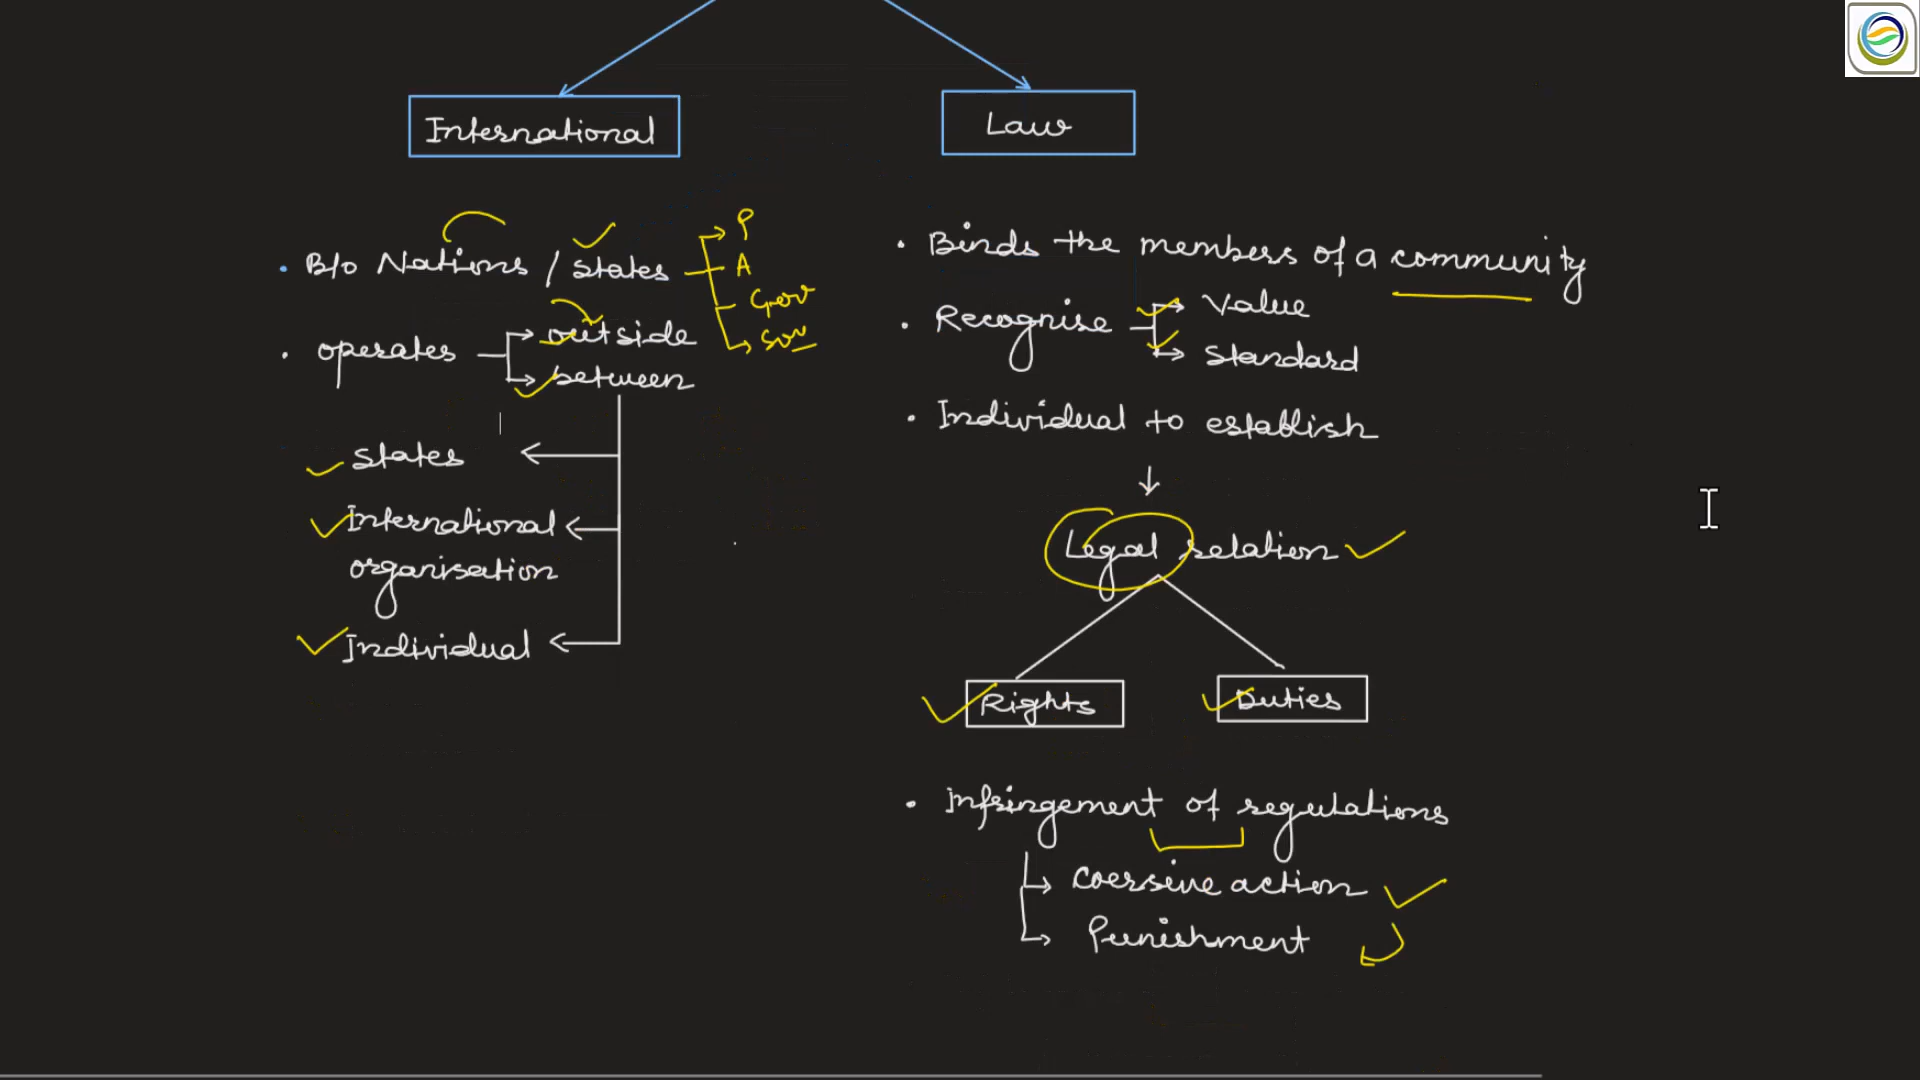 International
Law
• B/o Nations / States
P
A
Gov
Sov
• operates
outside
between
States
International
organisation
Individual
• Binds the members of a community
• Recognise
Value
Standard
• Individual to establish
Legal relation
Rights
Duties
• Infringement of regulations
Coersive action
Punishment